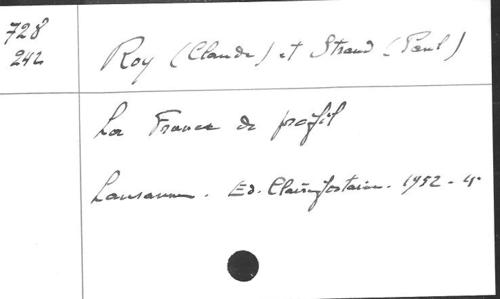 728
242
Roy (Claude) et Strand (Paul)
La France de profil
Lausanne. Ed. Clairefontaine. 1952 - 4°